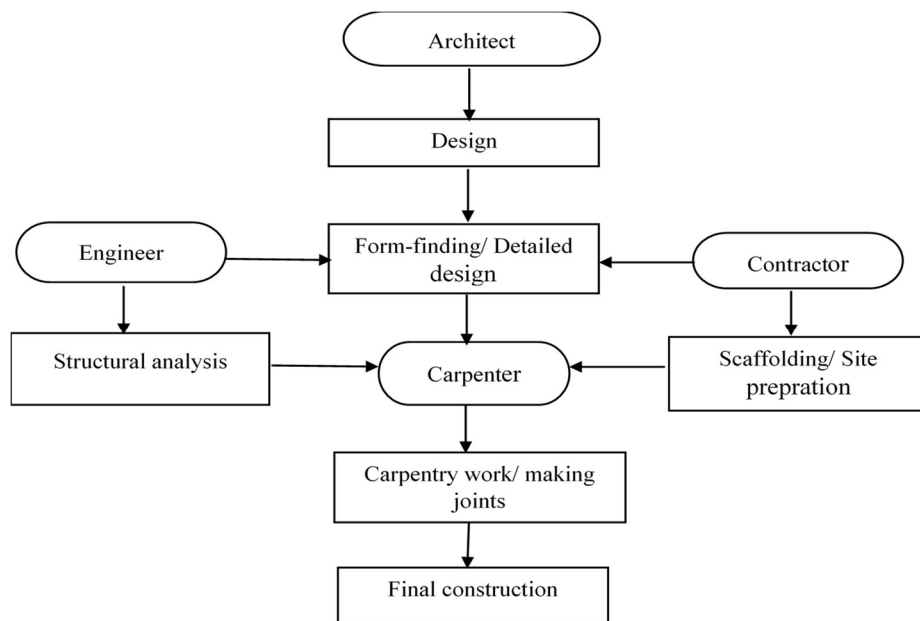 Architect
Design
Engineer
Form-finding/ Detailed
design
Contractor
Structural analysis
Carpenter
Scaffolding/ Site
prepration
Carpentry work/ making
joints
Final construction